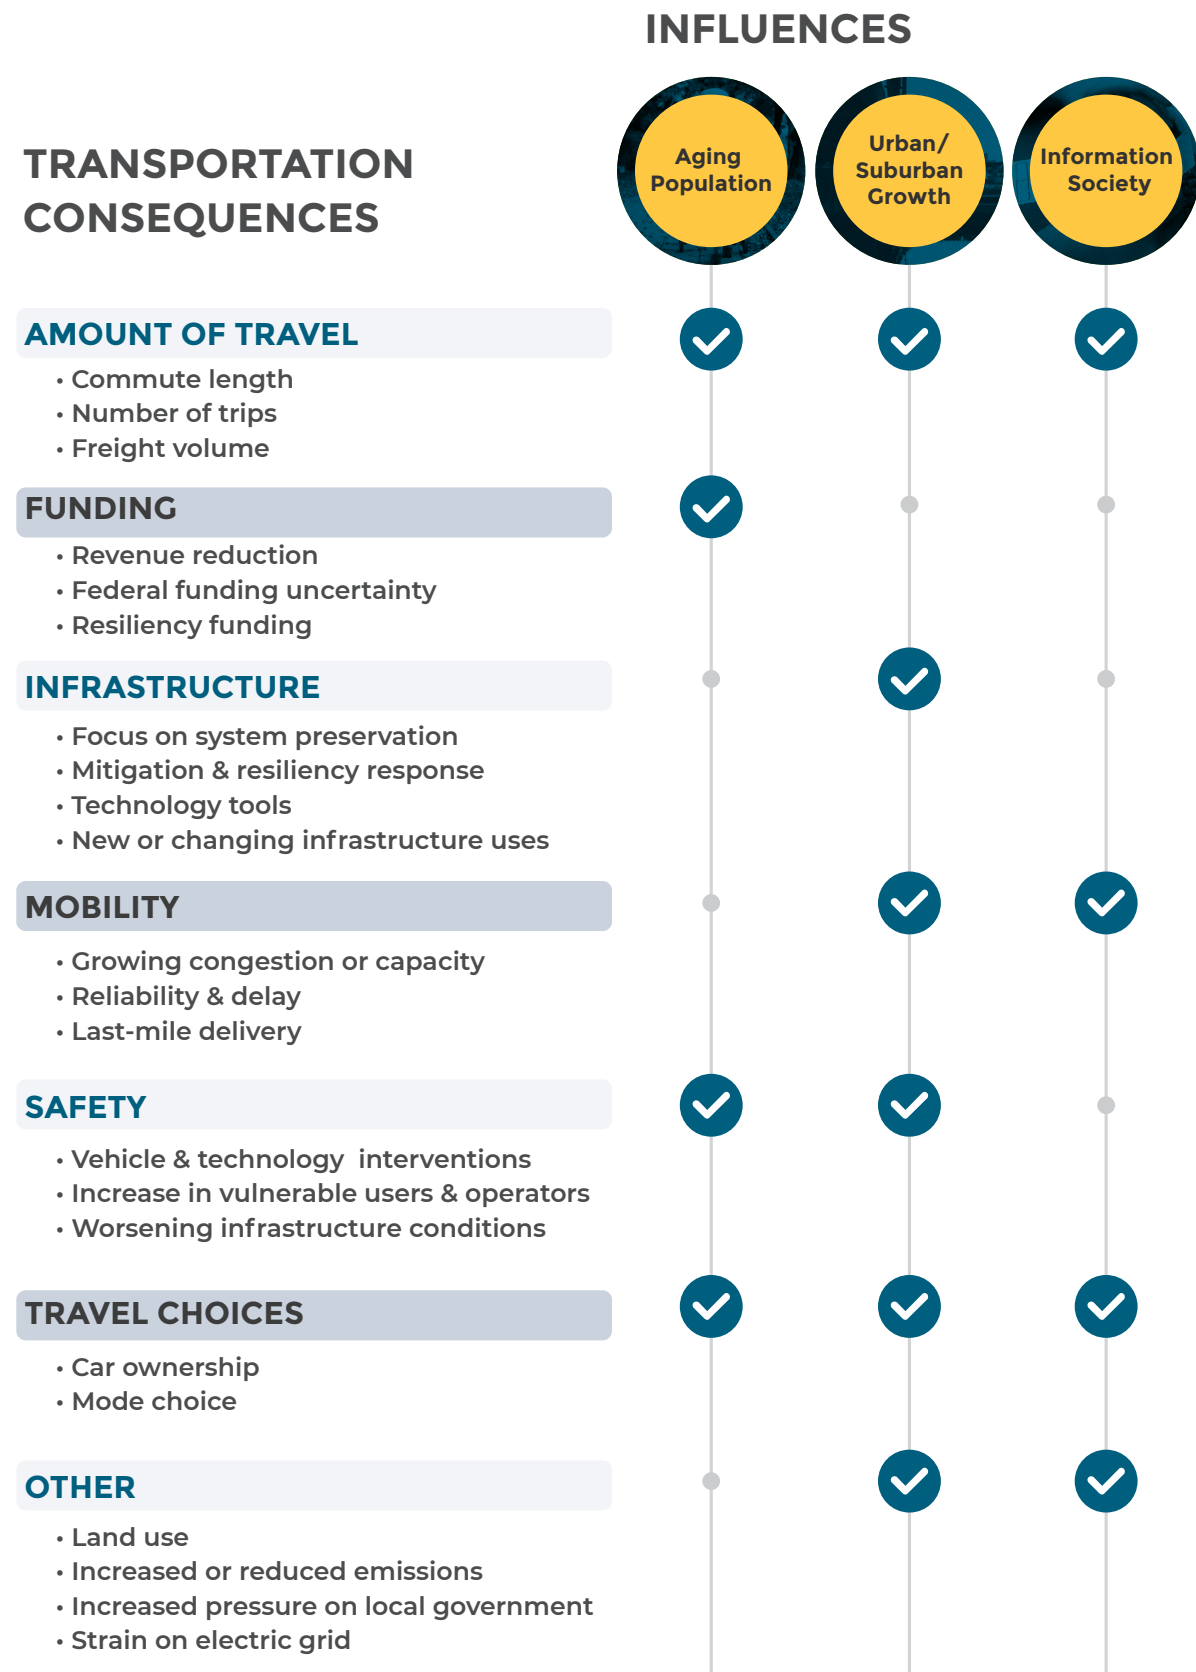 INFLUENCES
TRANSPORTATION
CONSEQUENCES
Aging
Population
Urban/
Suburban
Growth
Information
Society
AMOUNT OF TRAVEL
• Commute length
• Number of trips
• Freight volume
FUNDING
• Revenue reduction
• Federal funding uncertainty
• Resiliency funding
INFRASTRUCTURE
• Focus on system preservation
• Mitigation & resiliency response
• Technology tools
• New or changing infrastructure uses
MOBILITY
• Growing congestion or capacity
• Reliability & delay
• Last-mile delivery
SAFETY
• Vehicle & technology interventions
• Increase in vulnerable users & operators
• Worsening infrastructure conditions
TRAVEL CHOICES
• Car ownership
• Mode choice
OTHER
• Land use
• Increased or reduced emissions
• Increased pressure on local government
• Strain on electric grid